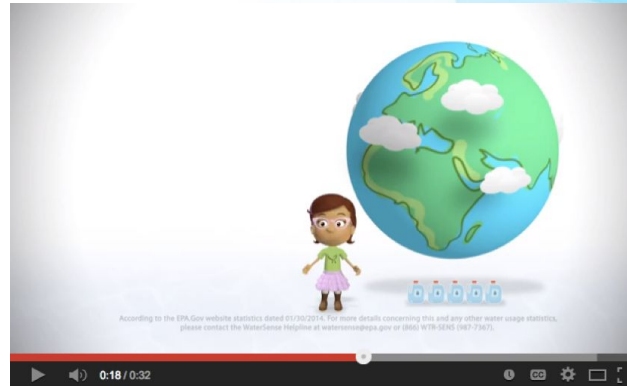 According to the EPA.Gov website statistics dated 01/30/2014. For more details concerning this and any other water usage statistics,
please contact the WaterSense Helpline at watersense@epa.gov or (866) WTR-SENS (987-7367).
0:18 / 0:32
CC